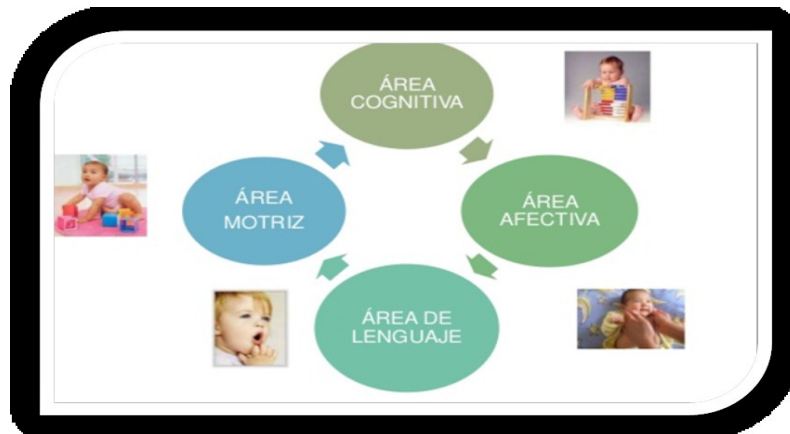 ÁREA
COGNITIVA
ÁREA
AFECTIVA
ÁREA DE
LENGUAJE
ÁREA
MOTRIZ